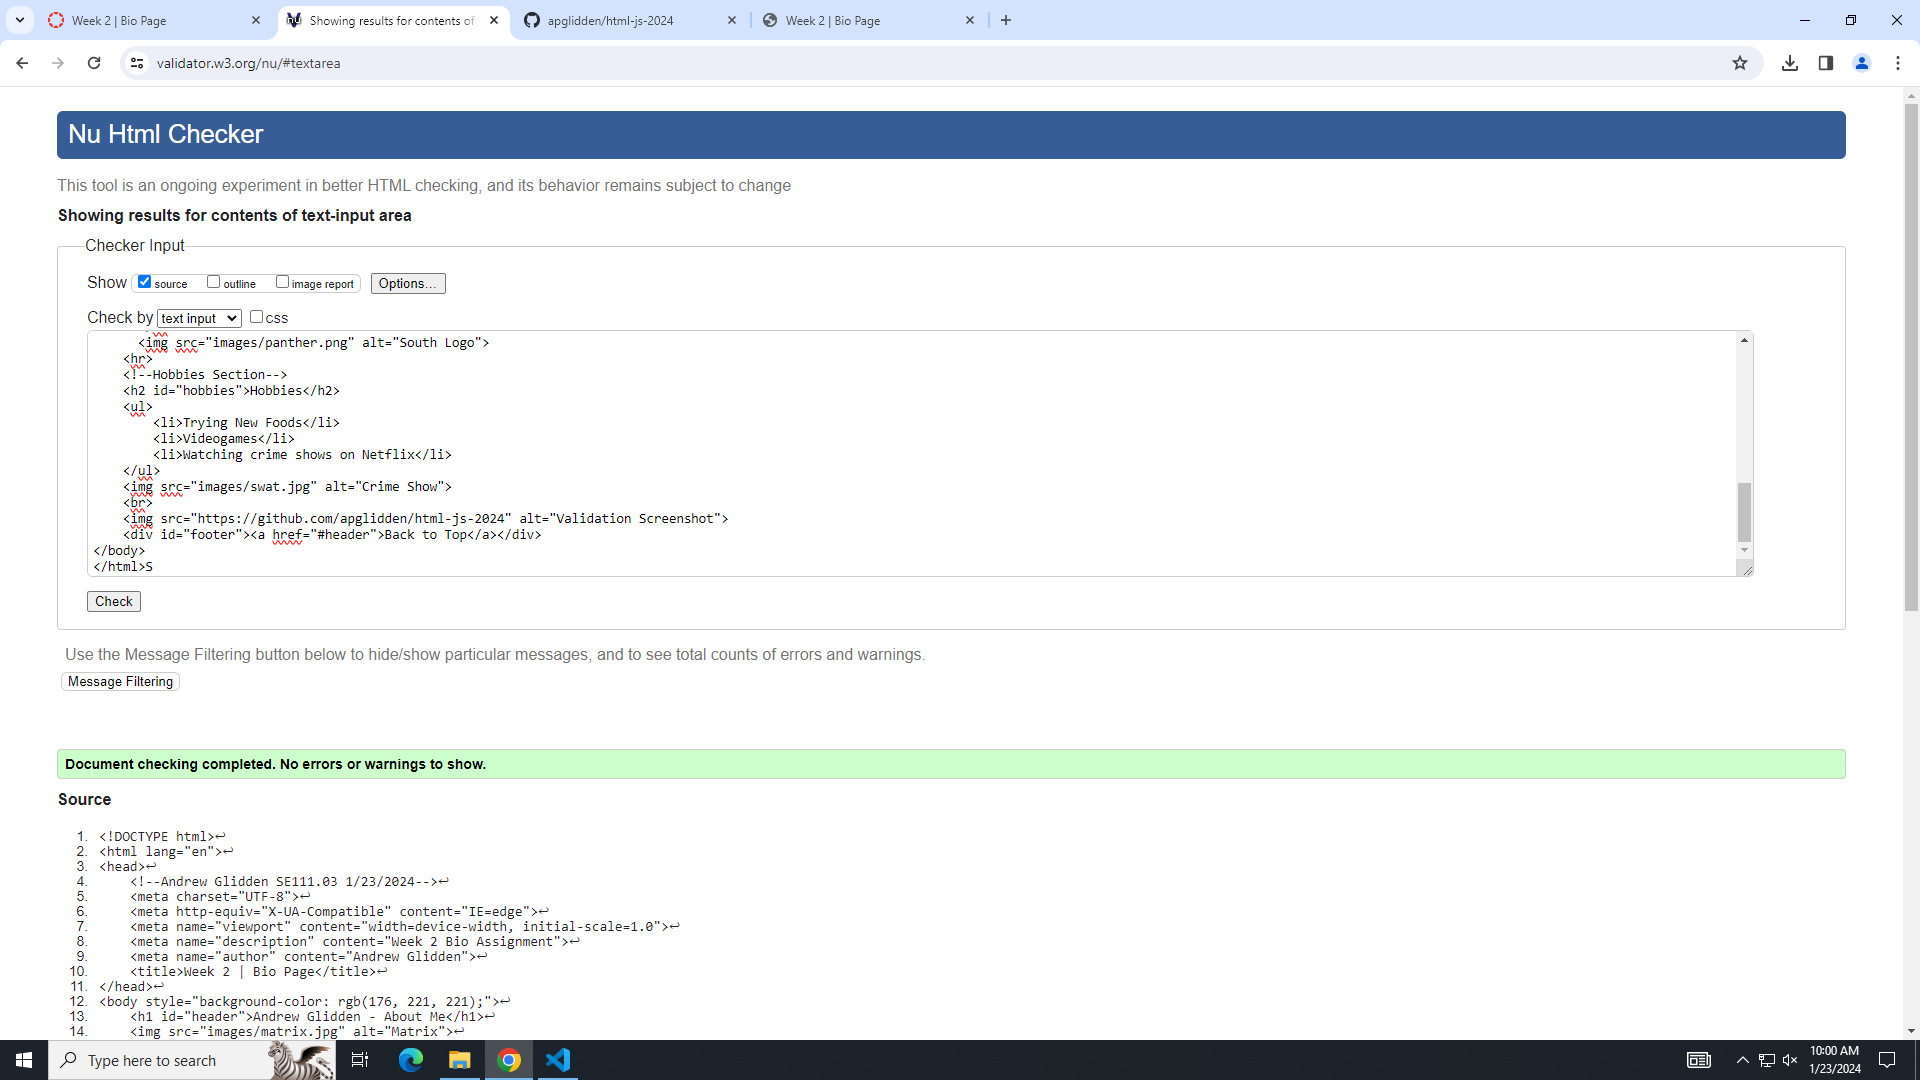 Week 2 | Bio Page
Showing results for contents of
apglidden/html-js-2024
Week 2 | Bio Page
validator.w3.org/nu/#textarea
Nu Html Checker
This tool is an ongoing experiment in better HTML checking, and its behavior remains subject to change
Showing results for contents of text-input area
Checker Input
Show source outline image report Options...
Check by text input css
<img src="images/panther.png" alt="South Logo">
<hr>
<!--Hobbies Section-->
<h2 id="hobbies">Hobbies</h2>
<ul>
<li>Trying New Foods</li>
<li>Videogames</li>
<li>Watching crime shows on Netflix</li>
</ul>
<img src="images/swat.jpg" alt="Crime Show">
<br>
<img src="https://github.com/apglidden/html-js-2024" alt="Validation Screenshot">
<div id="footer"><a href="#header">Back to Top</a></div>
</body>
</html>S
Check
Use the Message Filtering button below to hide/show particular messages, and to see total counts of errors and warnings.
Message Filtering
Document checking completed. No errors or warnings to show.
Source
1. <!DOCTYPE html>↩
2. <html lang="en">↩
3. <head>↩
4. <!--Andrew Glidden SE111.03 1/23/2024-->↩
5. <meta charset="UTF-8">↩
6. <meta http-equiv="X-UA-Compatible" content="IE=edge">↩
7. <meta name="viewport" content="width=device-width, initial-scale=1.0">↩
8. <meta name="description" content="Week 2 Bio Assignment">↩
9. <meta name="author" content="Andrew Glidden">↩
10. <title>Week 2 | Bio Page</title>↩
11. </head>↩
12. <body style="background-color: rgb(176, 221, 221);">↩
13. <h1 id="header">Andrew Glidden - About Me</h1>↩
14. <img src="images/matrix.jpg" alt="Matrix">↩
Type here to search
10:00 AM
1/23/2024